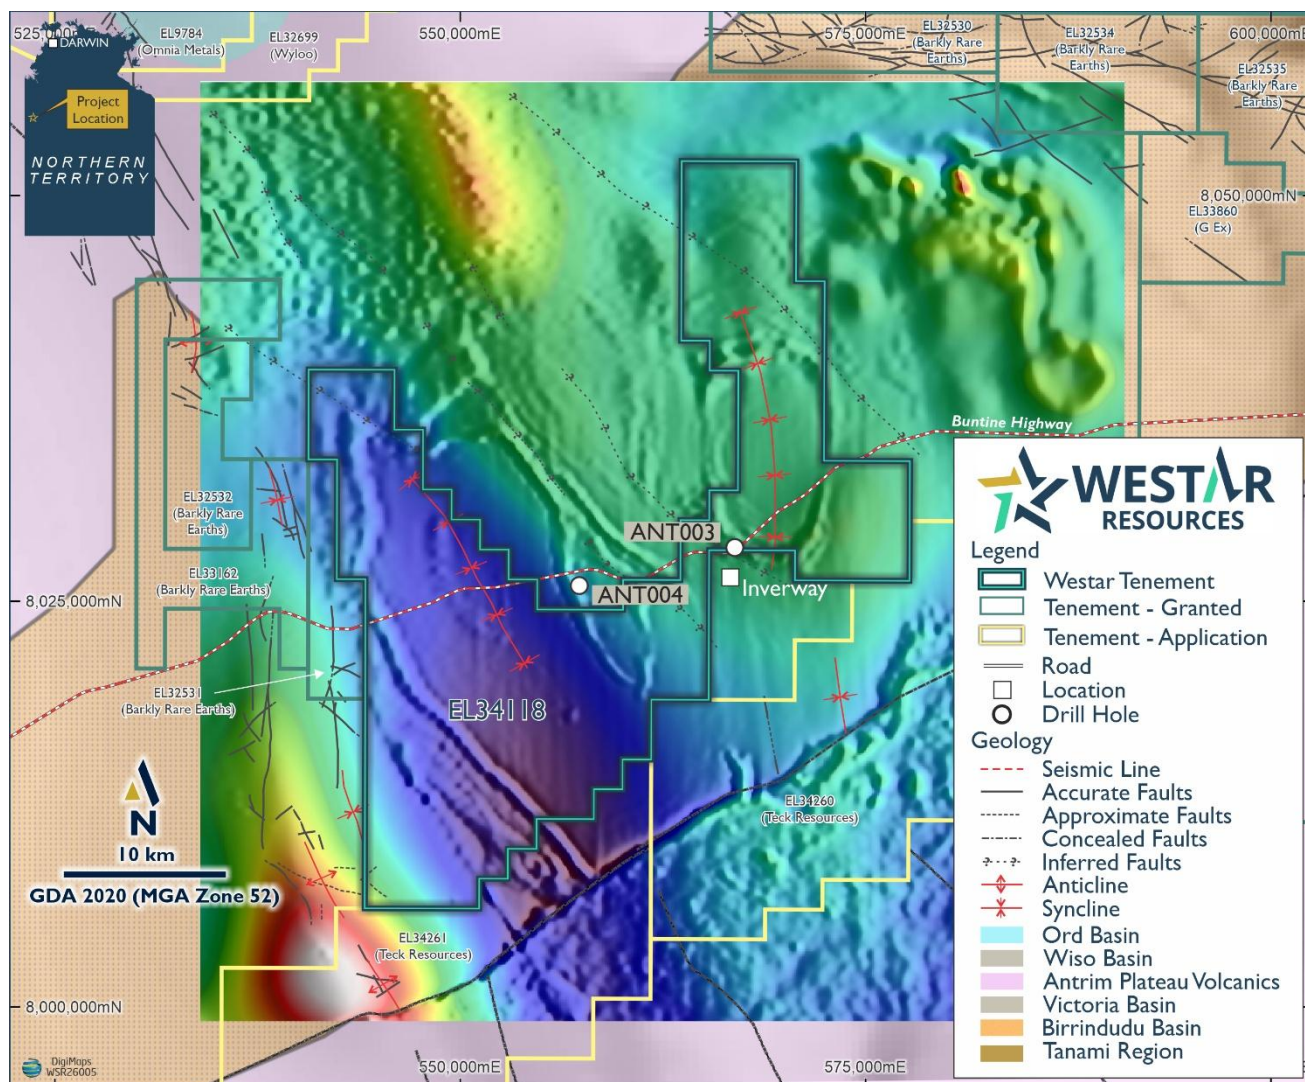 525,000mE
550,000mE
575,000mE
600,000mE
DARWIN
Project
Location
NORTHERN
TERRITORY
EL9784
(Omnia Metals)
EL32699
(Wyloo)
EL32530
(Barkly Rare
Earths)
EL32534
(Barkly Rare
Earths)
EL32535
(Barkly Rare
Earths)
8,050,000mN
EL33860
(G Ex)
Buntine Highway
EL32532
(Barkly Rare
Earths)
EL33162
(Barkly Rare Earths)
8,025,000mN
EL32531
(Barkly Rare Earths)
ANT003
ANT004
Inverway
EL34118
EL34260
(Teck Resources)
EL34261
(Teck Resources)
N
10 km
GDA 2020 (MGA Zone 52)
8,000,000mN
DigiMaps
WSR26005
550,000mE
575,000mE
WESTAR
RESOURCES
Legend
Westar Tenement
Tenement - Granted
Tenement - Application
Road
Location
Drill Hole
Geology
Seismic Line
Accurate Faults
Approximate Faults
Concealed Faults
Inferred Faults
Anticline
Syncline
Ord Basin
Wiso Basin
Antrim Plateau Volcanics
Victoria Basin
Birrindudu Basin
Tanami Region